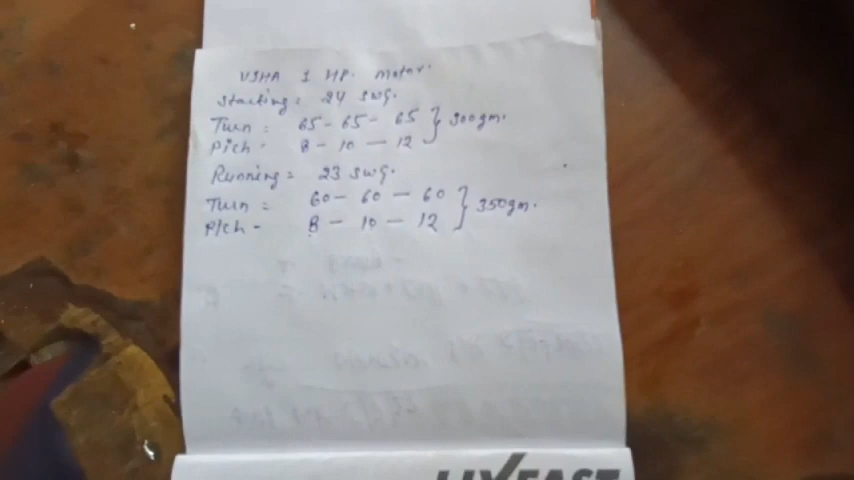 USHA 1 HP. motor.
Starting = 24 swg.
Turn = 65 - 65 - 65 } 300gm.
Pich - 8 - 10 - 12
Running = 23 swg.
Turn = 60 - 60 - 60 } 350gm.
Pich - 8 - 10 - 12